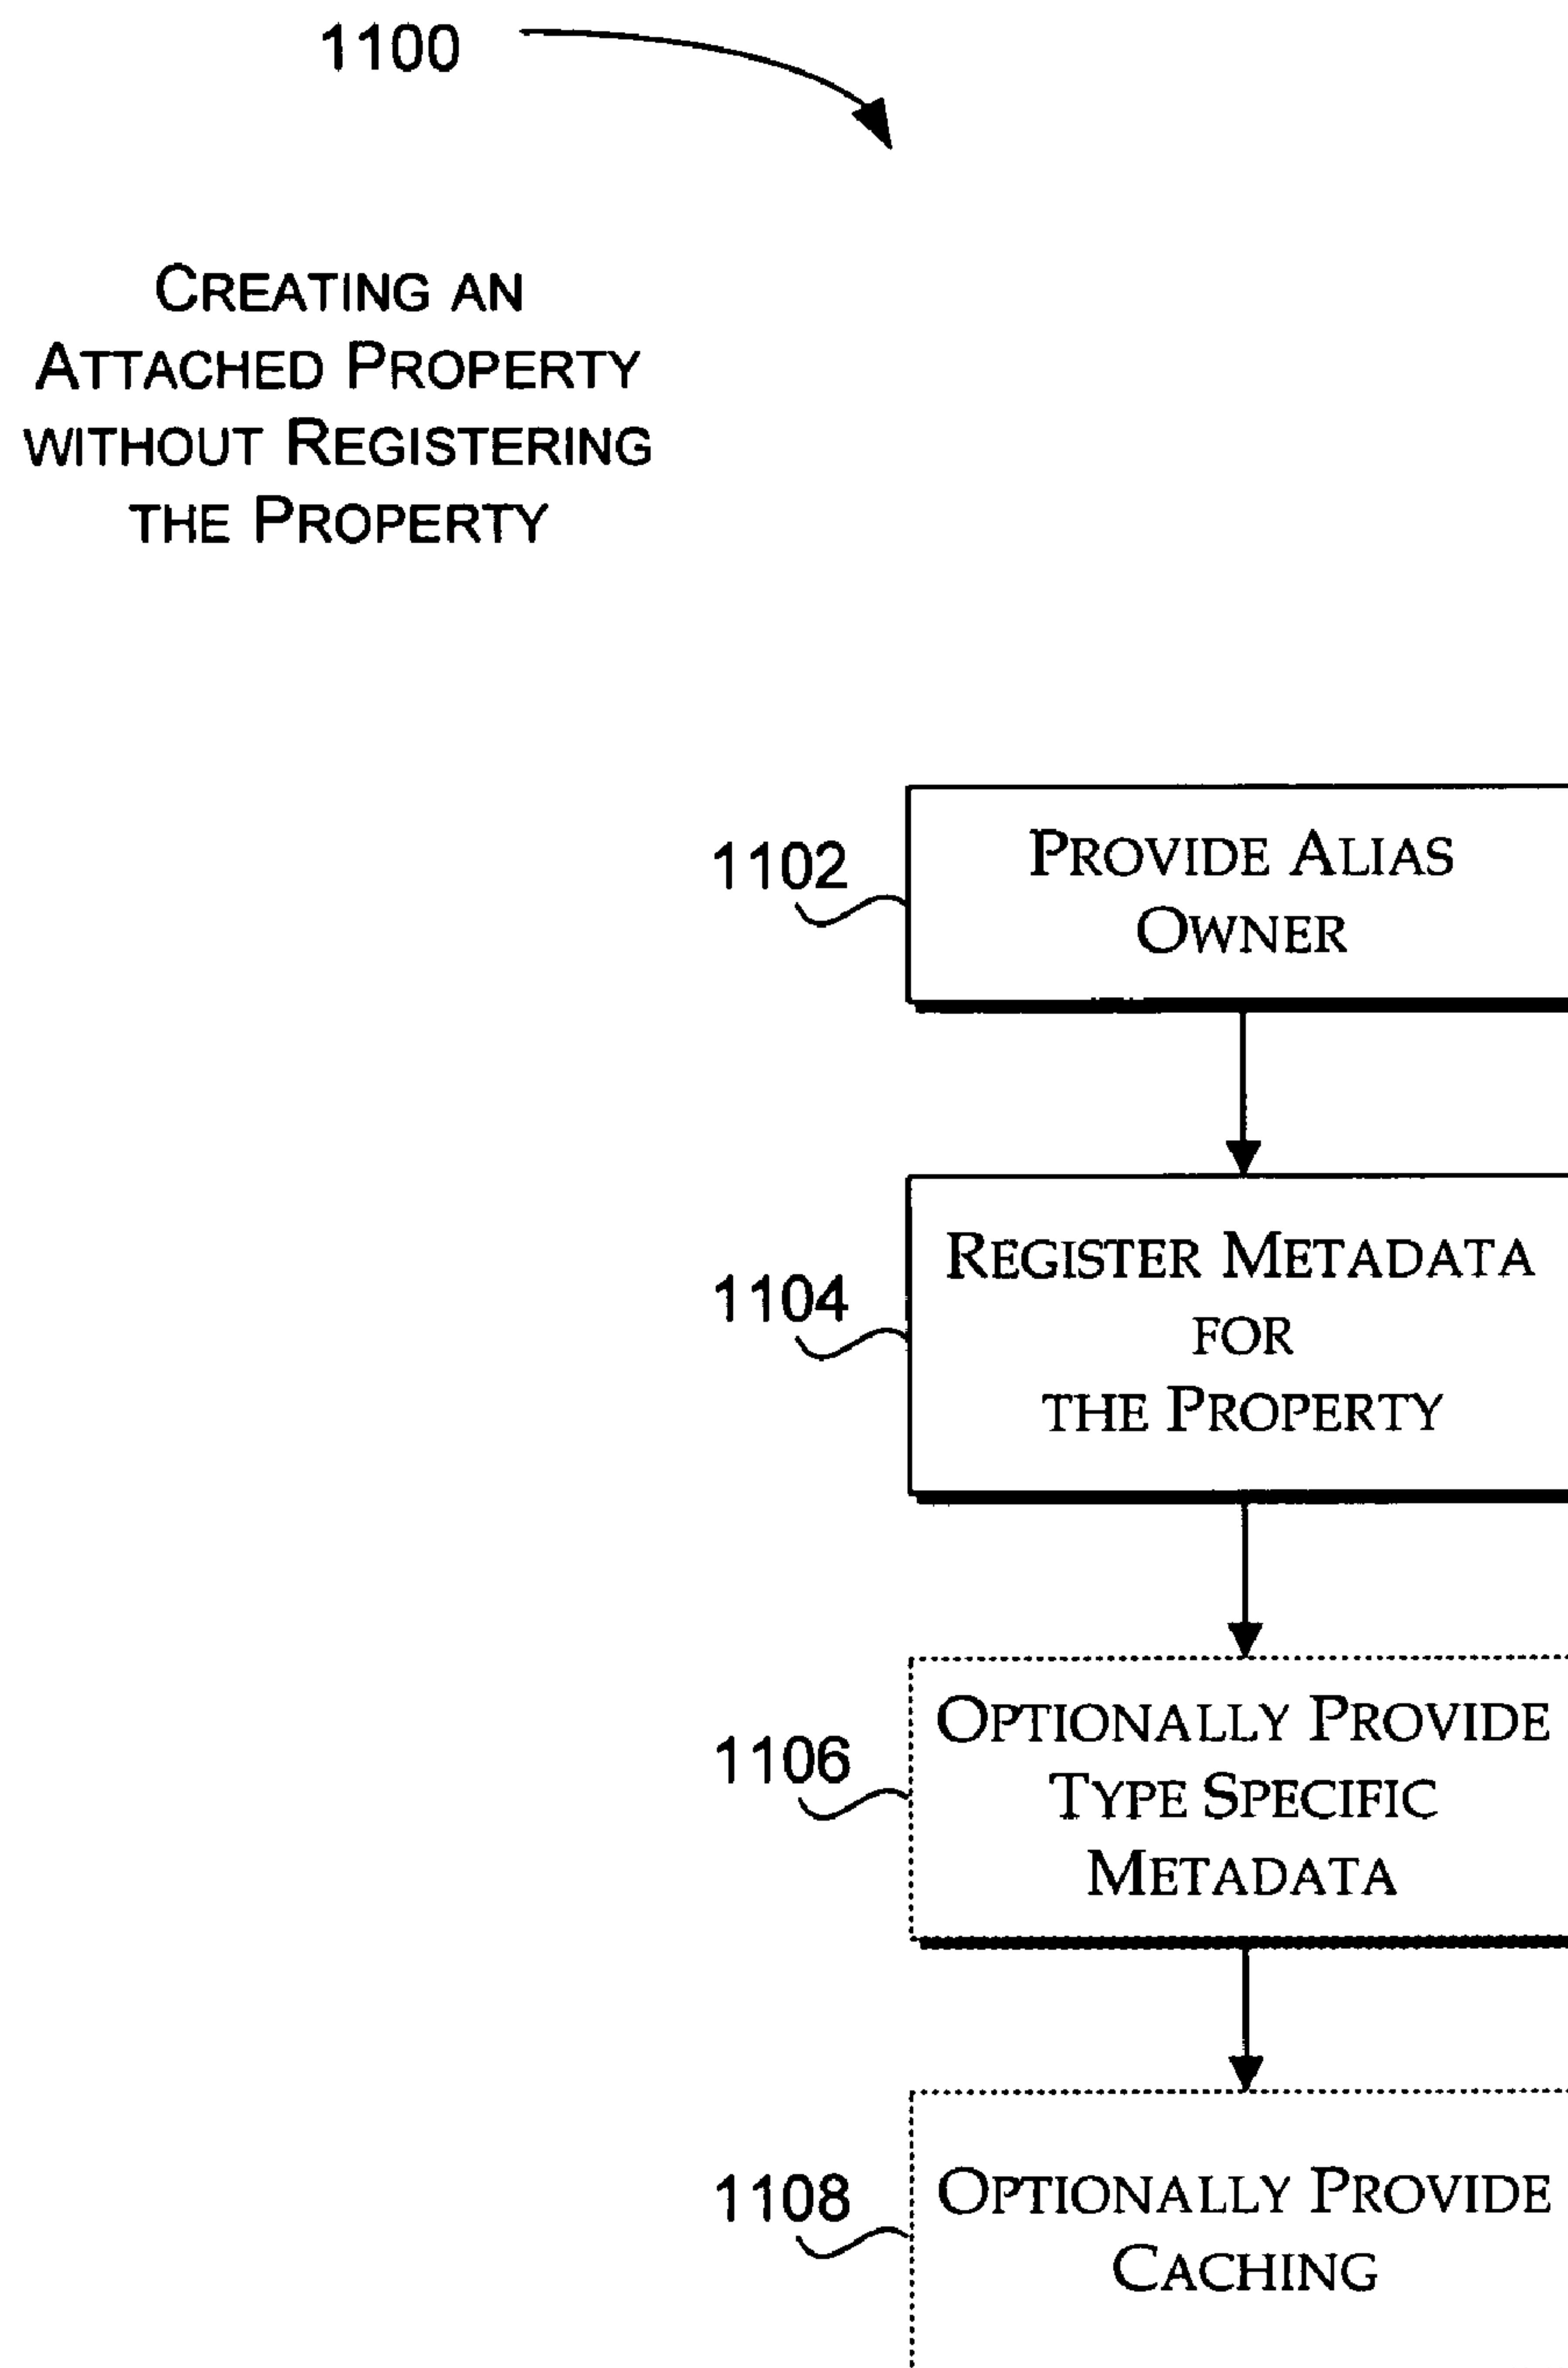 1100
CREATING AN
ATTACHED PROPERTY
WITHOUT REGISTERING
THE PROPERTY
1102
PROVIDE ALIAS
OWNER
1104
REGISTER METADATA
FOR
THE PROPERTY
1106
OPTIONALLY PROVIDE
TYPE SPECIFIC
METADATA
1108
OPTIONALLY PROVIDE
CACHING